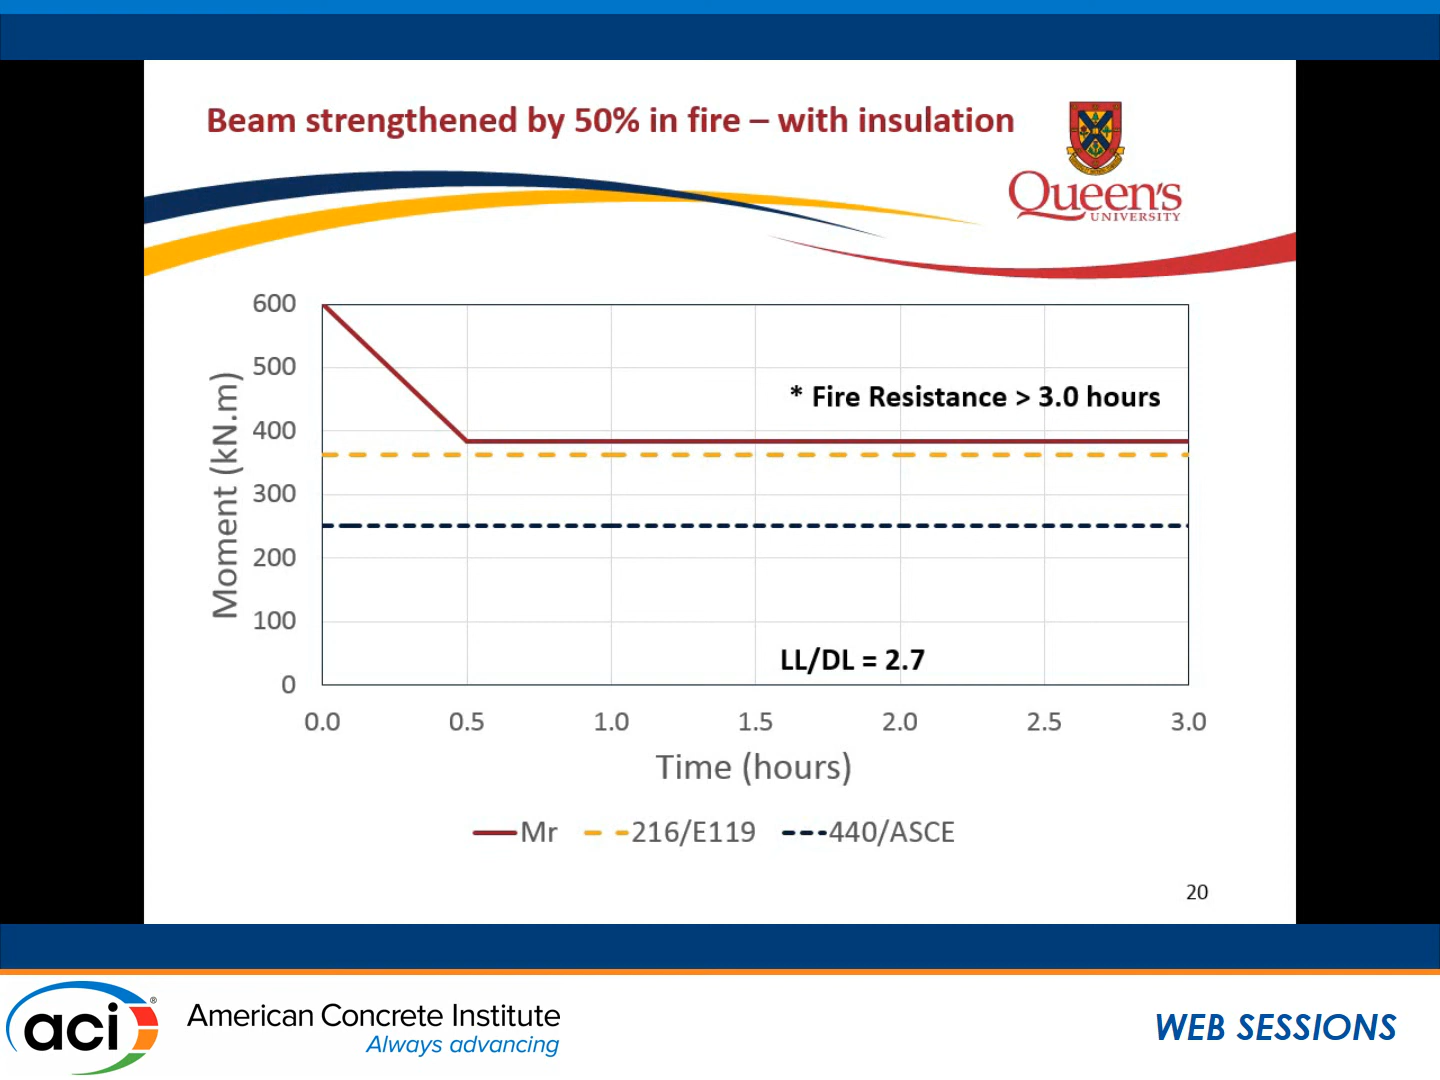 Beam strengthened by 50% in fire – with insulation
Queen's
UNIVERSITY
600
500
400
300
200
100
0
Moment (kN.m)
* Fire Resistance > 3.0 hours
LL/DL = 2.7
0.0 0.5 1.0 1.5 2.0 2.5 3.0
Time (hours)
Mr 216/E119 440/ASCE
20
aci®
American Concrete Institute
Always advancing
WEB SESSIONS